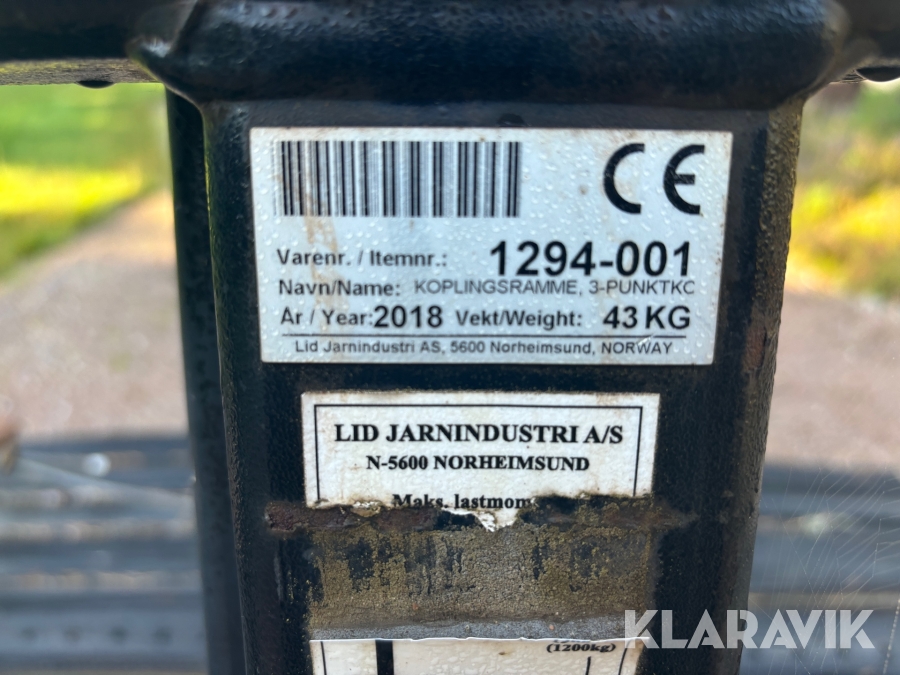 CE
Varenr. / Itemnr.: 1294-001
Navn/Name: KOPLINGSRAMME, 3-PUNKTKC
År / Year: 2018 Vekt/Weight: 43 KG
Lid Jarnindustri AS, 5600 Norheimsund, NORWAY
LID JARNINDUSTRI A/S
N-5600 NORHEIMSUND
Maks. lastmom
(1200kg)
KLARAVIK